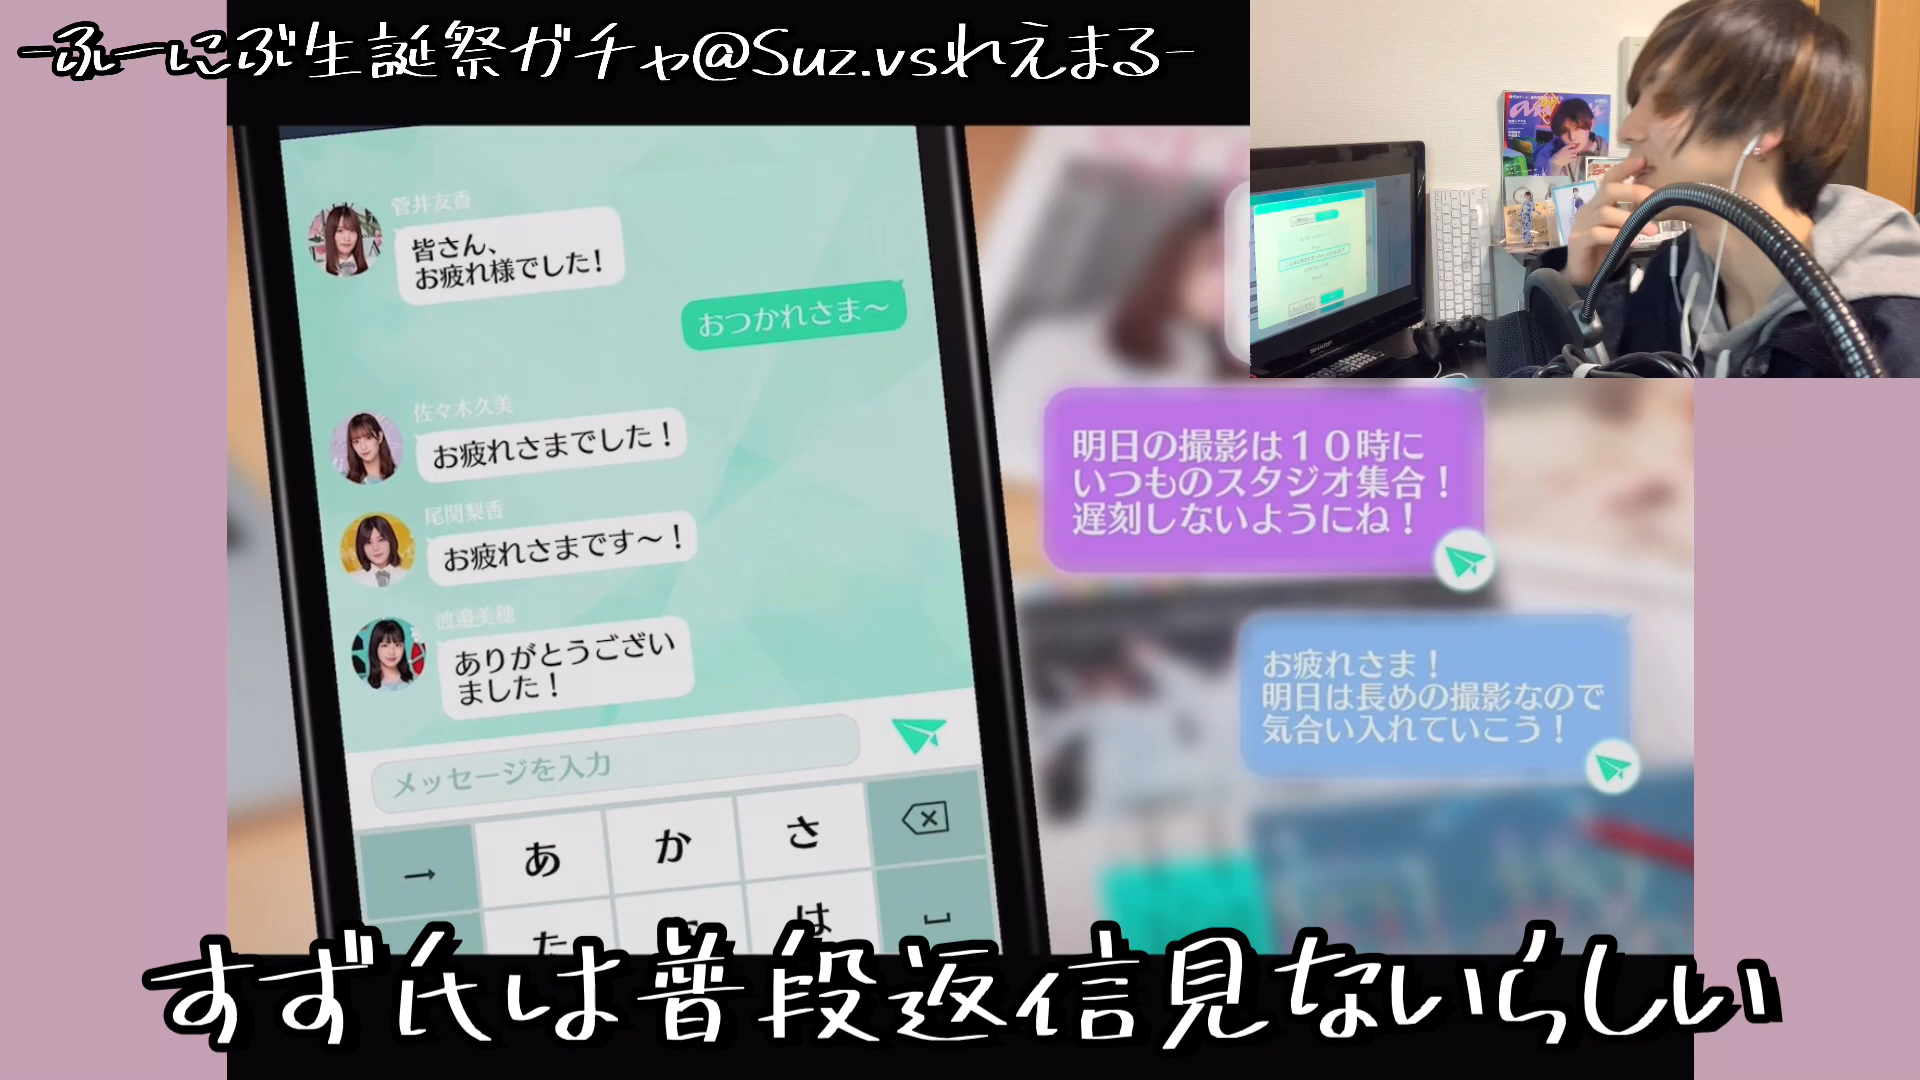 -ふーにぶ生誕祭ガチャ@Suz.vsれえまる-
菅井友香
皆さん、
お疲れ様でした！
おつかれさま〜
佐々木久美
お疲れさまでした！
尾関梨香
お疲れさまです〜！
渡邉美穂
ありがとうござい
ました！
メッセージを入力
→
あ
か
さ
た
は
明日の撮影は１０時に
いつものスタジオ集合！
遅刻しないようにね！
お疲れさま！
明日は長めの撮影なので
気合い入れていこう！
SHARP
すず氏は普段返信見ないらしい